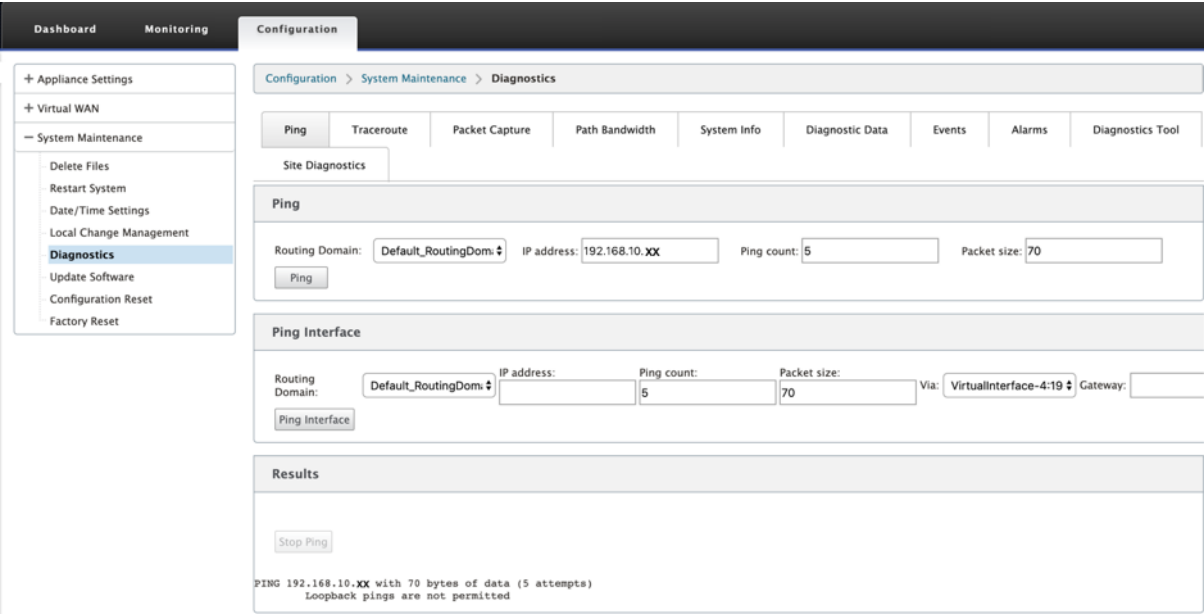 Dashboard Monitoring Configuration
+ Appliance Settings
+ Virtual WAN
− System Maintenance
Delete Files
Restart System
Date/Time Settings
Local Change Management
Diagnostics
Update Software
Configuration Reset
Factory Reset
Configuration > System Maintenance > Diagnostics
Ping Traceroute Packet Capture Path Bandwidth System Info Diagnostic Data Events Alarms Diagnostics Tool
Site Diagnostics
Ping
Routing Domain: Default_RoutingDom IP address: 192.168.10.XX Ping count: 5 Packet size: 70
Ping
Ping Interface
Routing Domain: Default_RoutingDom IP address: Ping count: 5 Packet size: 70 Via: VirtualInterface-4:19 Gateway:
Ping Interface
Results
Stop Ping
PING 192.168.10.XX with 70 bytes of data (5 attempts)
Loopback pings are not permitted